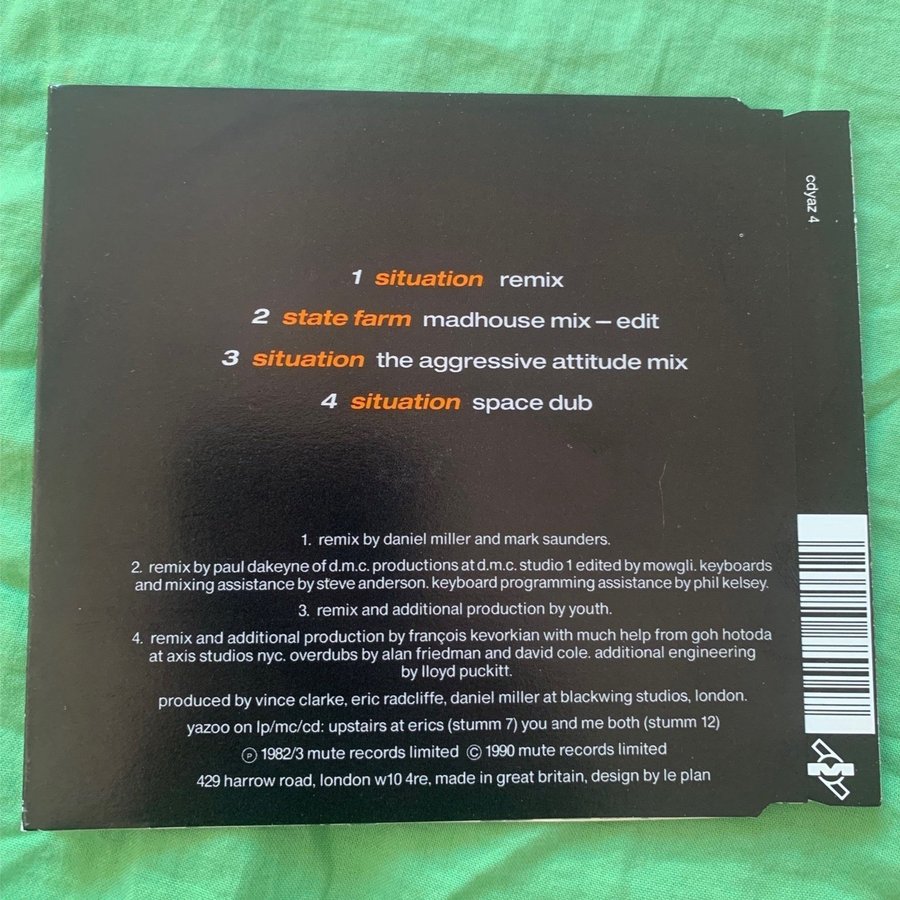 cdyaz 4
1 situation remix
2 state farm madhouse mix – edit
3 situation the aggressive attitude mix
4 situation space dub
1. remix by daniel miller and mark saunders.
2. remix by paul dakeyne of d.m.c. productions at d.m.c. studio 1 edited by mowgli. keyboards
and mixing assistance by steve anderson. keyboard programming assistance by phil kelsey.
3. remix and additional production by youth.
4. remix and additional production by françois kevorkian with much help from goh hotoda
at axis studios nyc. overdubs by alan friedman and david cole. additional engineering
by lloyd puckitt.
produced by vince clarke, eric radcliffe, daniel miller at blackwing studios, london.
yazoo on lp/mc/cd: upstairs at erics (stumm 7) you and me both (stumm 12)
℗ 1982/3 mute records limited © 1990 mute records limited
429 harrow road, london w10 4re, made in great britain, design by le plan